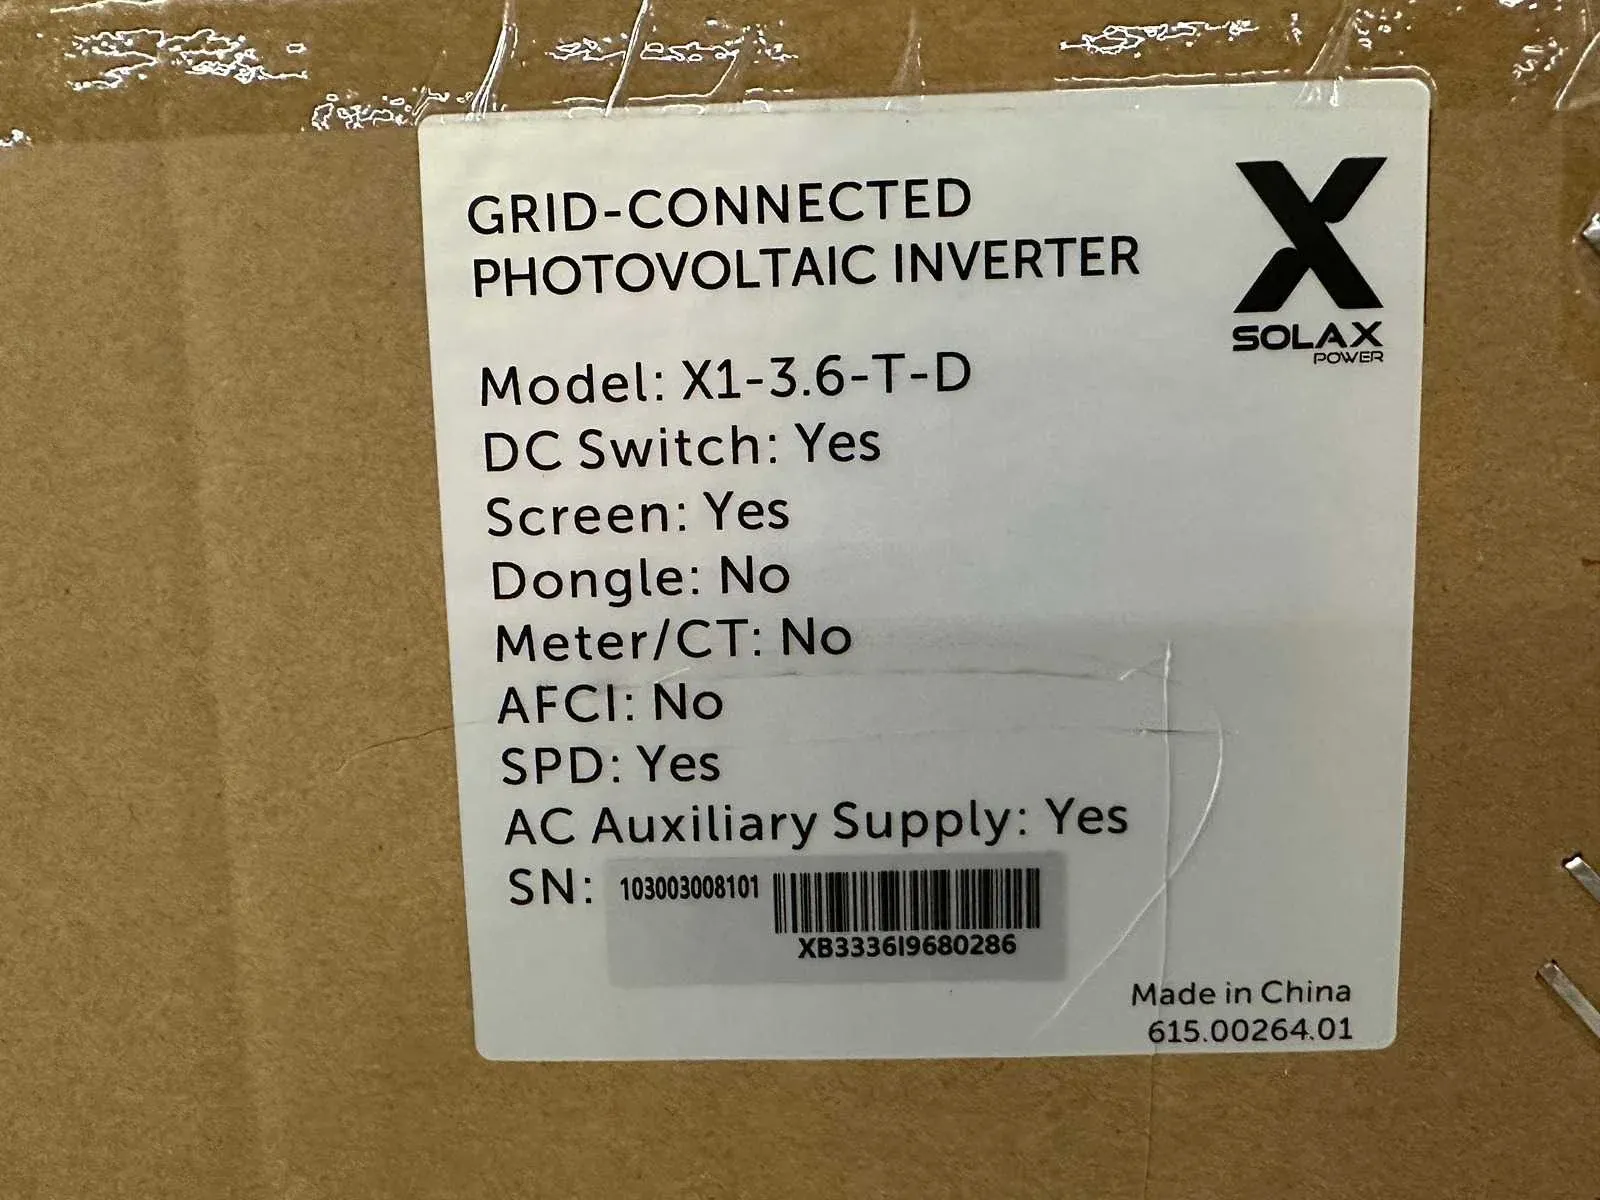 GRID-CONNECTED
PHOTOVOLTAIC INVERTER
SOLAX
POWER
Model: X1-3.6-T-D
DC Switch: Yes
Screen: Yes
Dongle: No
Meter/CT: No
AFCI: No
SPD: Yes
AC Auxiliary Supply: Yes
SN: 103003008101
XB3336I9680286
Made in China
615.00264.01